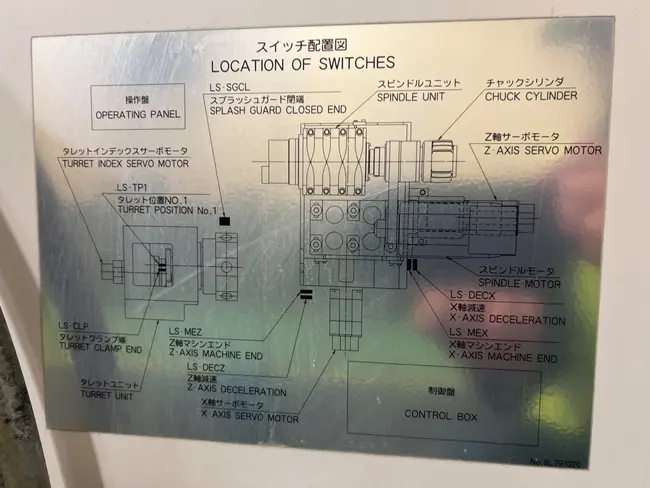 スイッチ配置図
LOCATION OF SWITCHES
操作盤
OPERATING PANEL
LS-SGCL
スプラッシュガード閉端
SPLASH GUARD CLOSED END
スピンドルユニット
SPINDLE UNIT
チャックシリンダ
CHUCK CYLINDER
タレットインデックスサーボモータ
TURRET INDEX SERVO MOTOR
Z軸サーボモータ
Z-AXIS SERVO MOTOR
LS-TP1
タレット位置NO.1
TURRET POSITION No.1
スピンドルモータ
SPINDLE MOTOR
LS-DECX
X軸減速
X-AXIS DECELERATION
LS-CLP
タレットクランプ端
TURRET CLAMP END
LS-MEZ
Z軸マシンエンド
Z-AXIS MACHINE END
LS-MEX
X軸マシンエンド
X-AXIS MACHINE END
LS-DECZ
Z軸減速
Z-AXIS DECELERATION
タレットユニット
TURRET UNIT
X軸サーボモータ
X-AXIS SERVO MOTOR
制御盤
CONTROL BOX